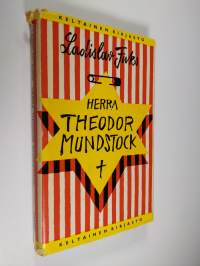 KELTAINEN KIRJASTO
Ladislav Fuks
HERRA
THEODOR
MUNDSTOCK
KELTAINEN KIRJASTO